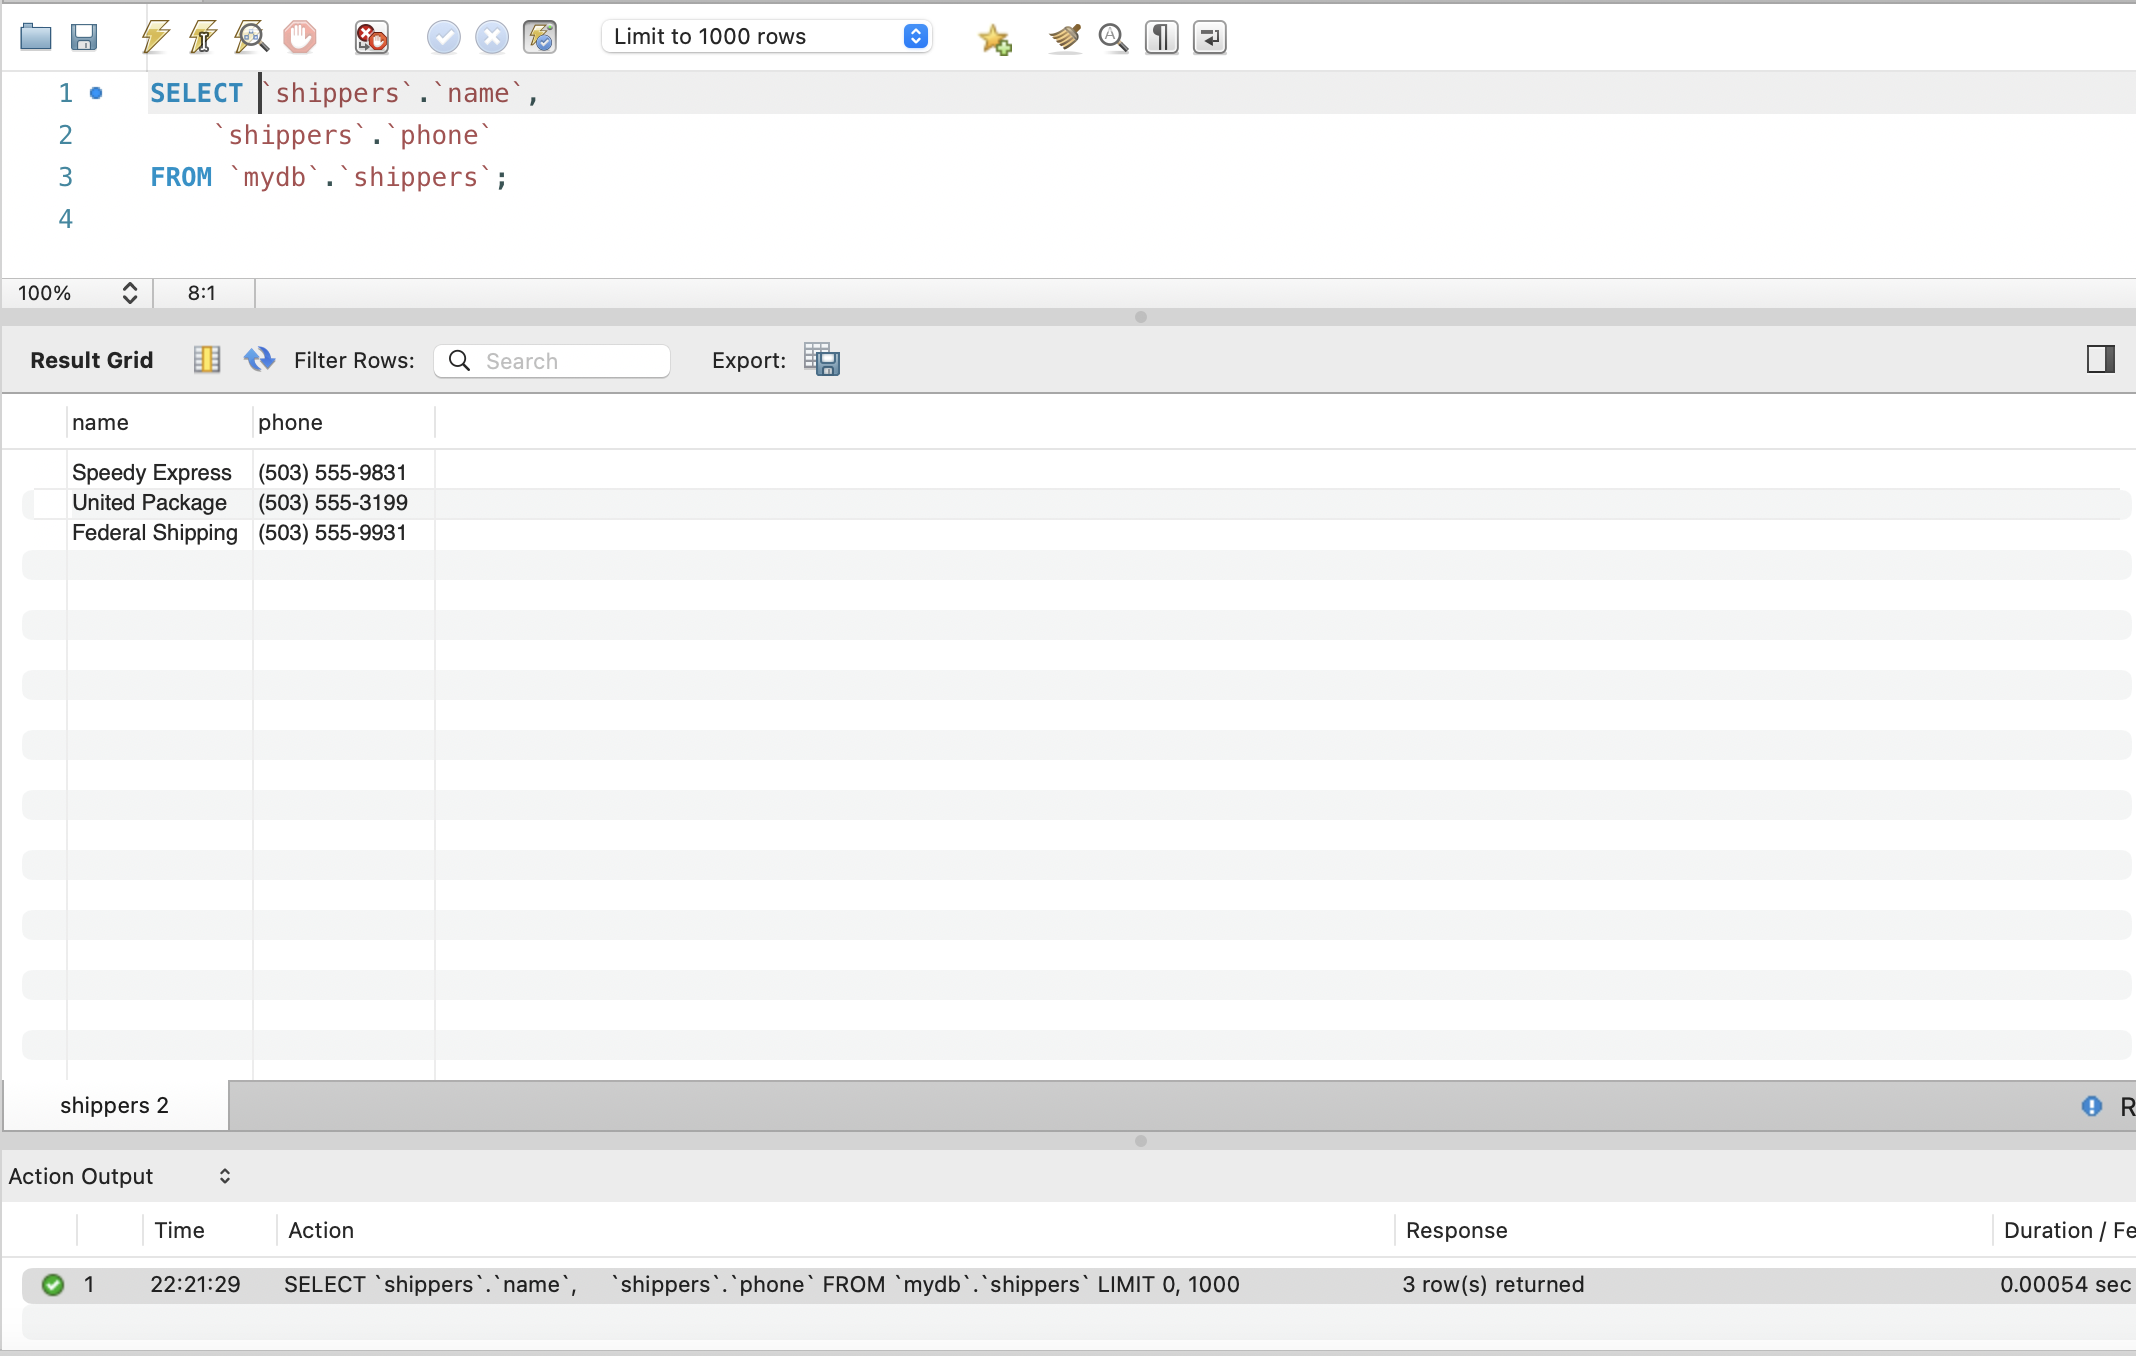 Limit to 1000 rows
1 SELECT `shippers`.`name`,
2 `shippers`.`phone`
3 FROM `mydb`.`shippers`;
4
100% 8:1
Result Grid Filter Rows: Search Export:
name phone
Speedy Express (503) 555-9831
United Package (503) 555-3199
Federal Shipping (503) 555-9931
shippers 2 R
Action Output
Time Action Response Duration / Fe
1 22:21:29 SELECT `shippers`.`name`, `shippers`.`phone` FROM `mydb`.`shippers` LIMIT 0, 1000 3 row(s) returned 0.00054 sec